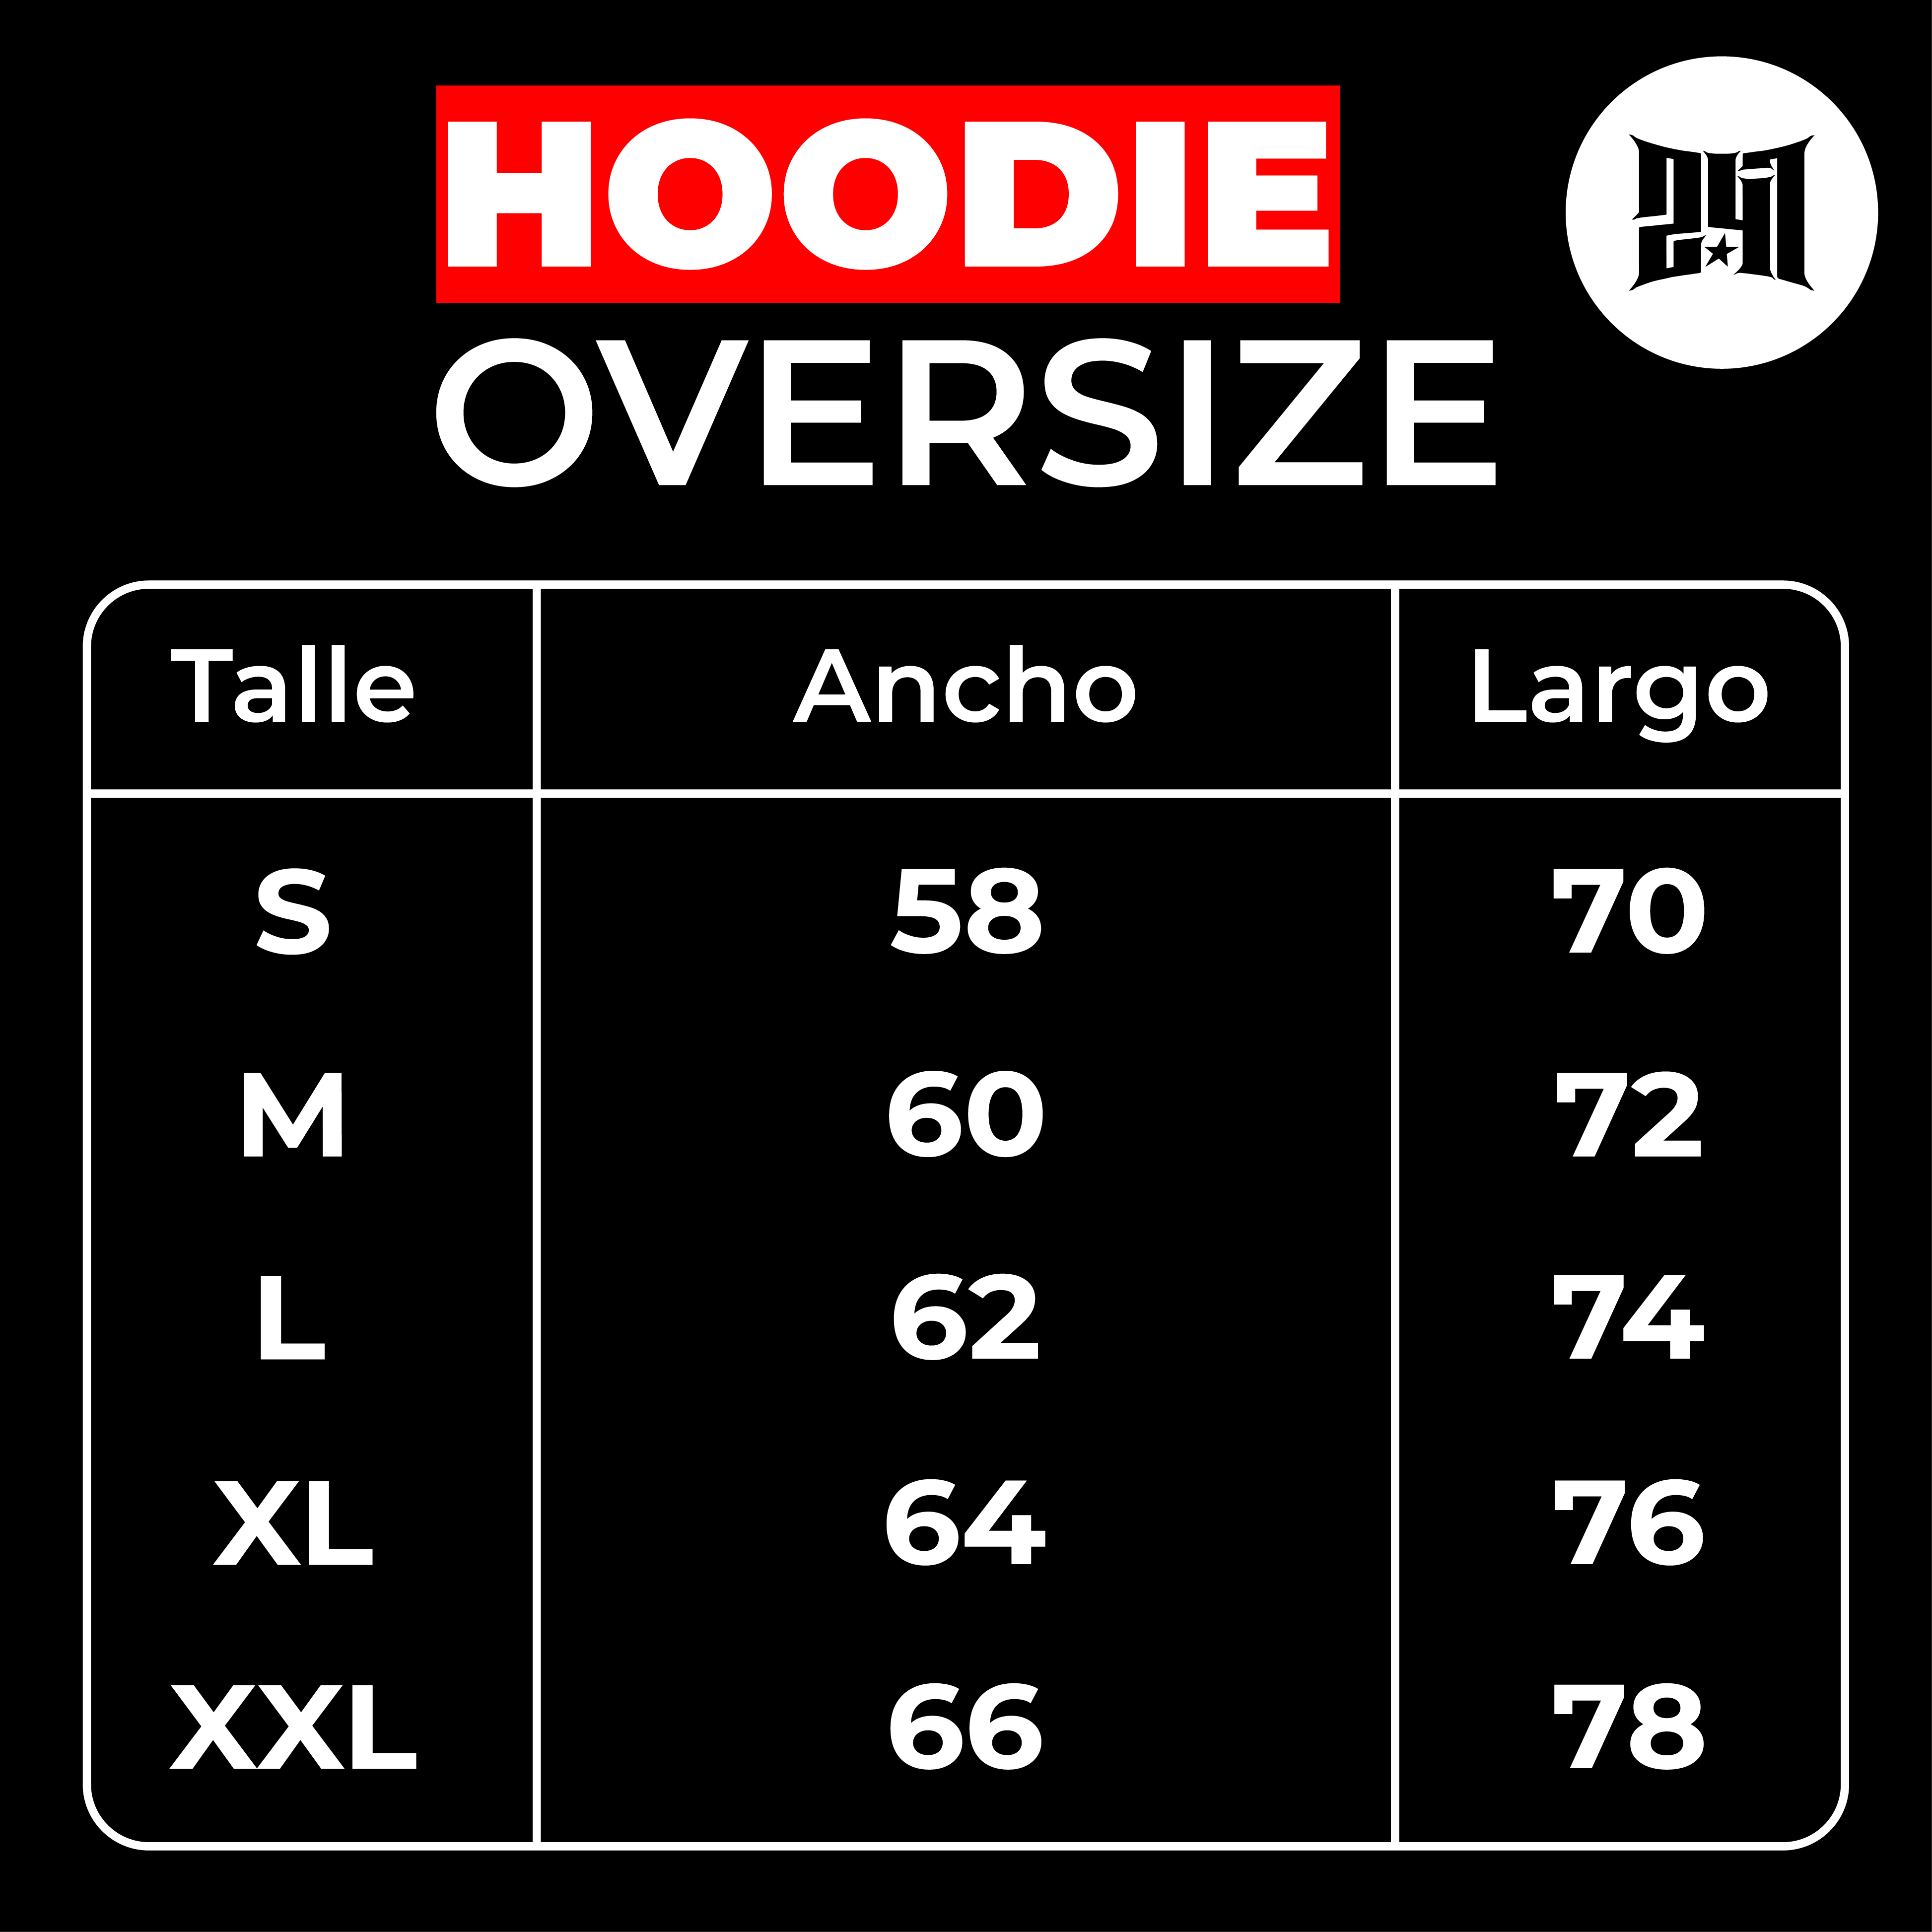 HOODIE
OVERSIZE
Talle Ancho Largo
S 58 70
M 60 72
L 62 74
XL 64 76
XXL 66 78